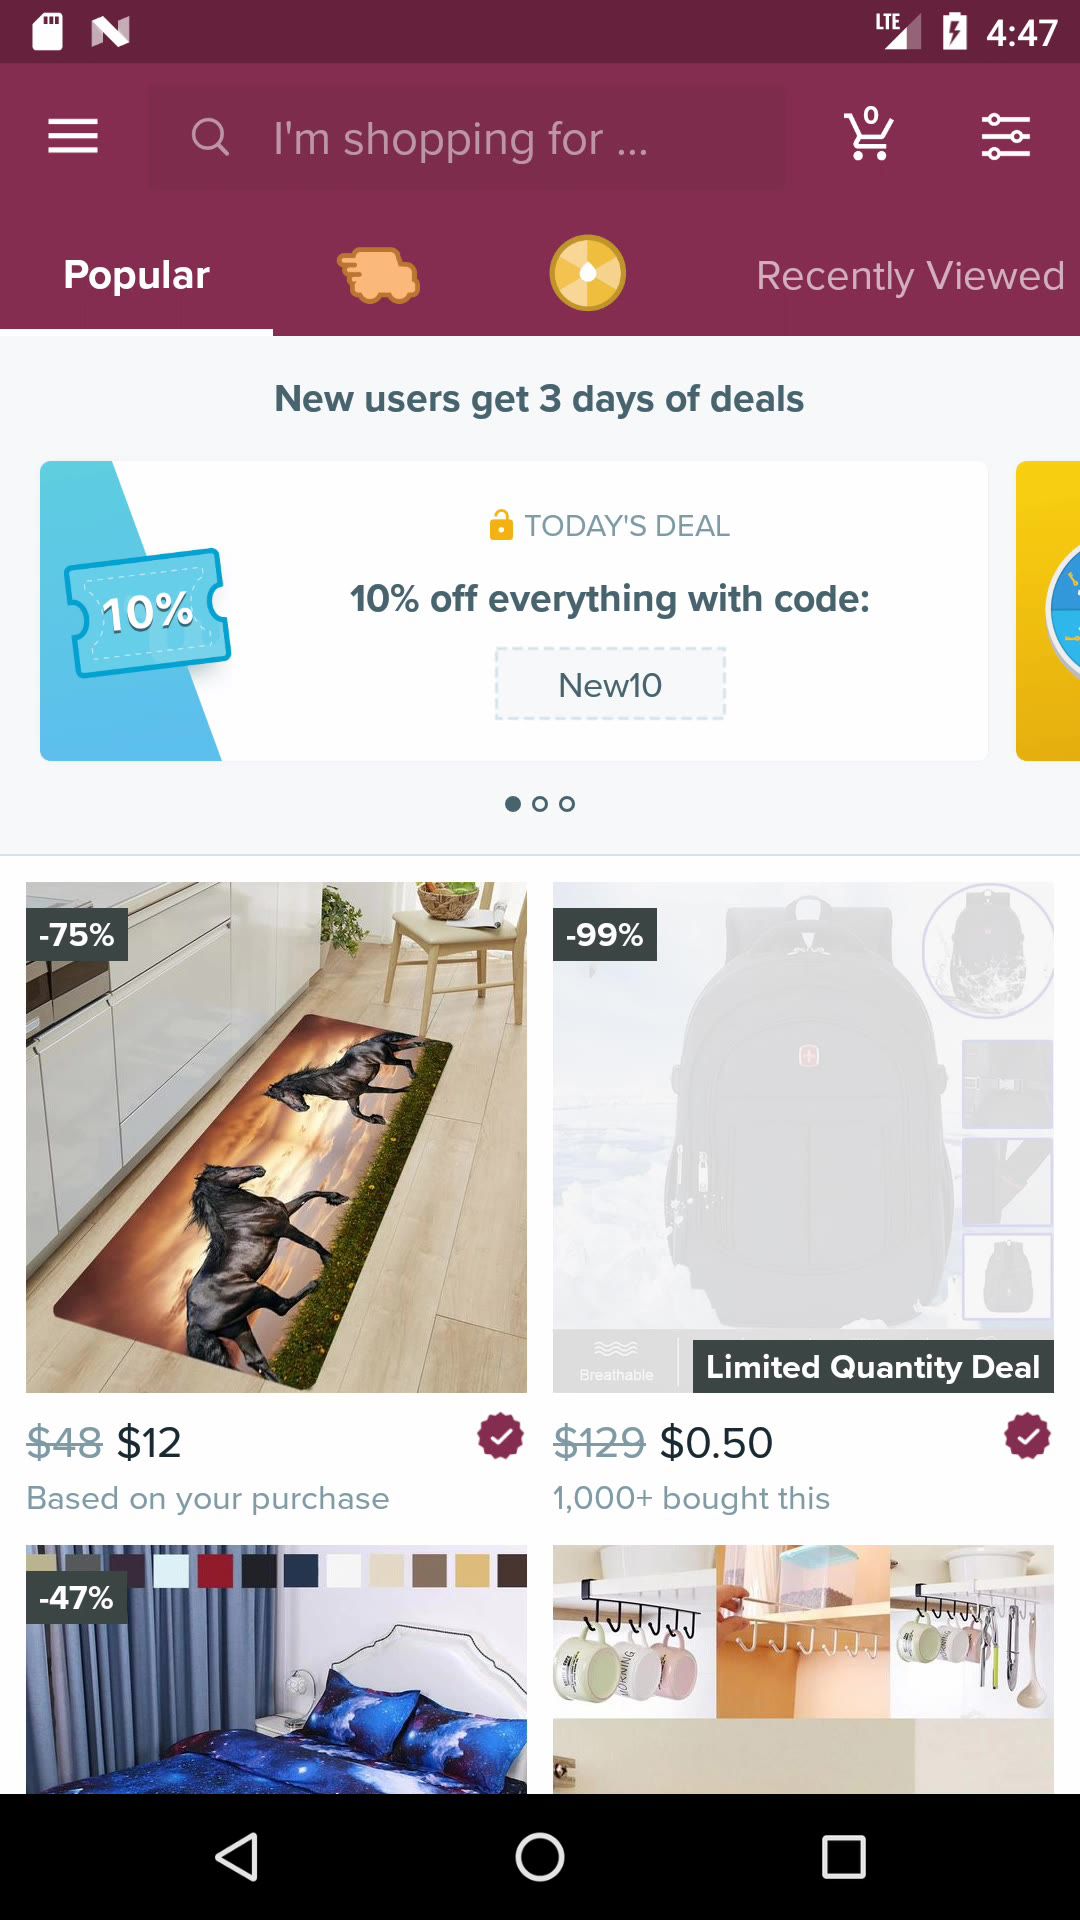 LTE 4:47
I'm shopping for ...
0
Popular
Recently Viewed
New users get 3 days of deals
TODAY'S DEAL
10%
10% off everything with code:
New10
-75%
-99%
Breathable
Limited Quantity Deal
$48 $12
$129 $0.50
Based on your purchase
1,000+ bought this
-47%
MORNING